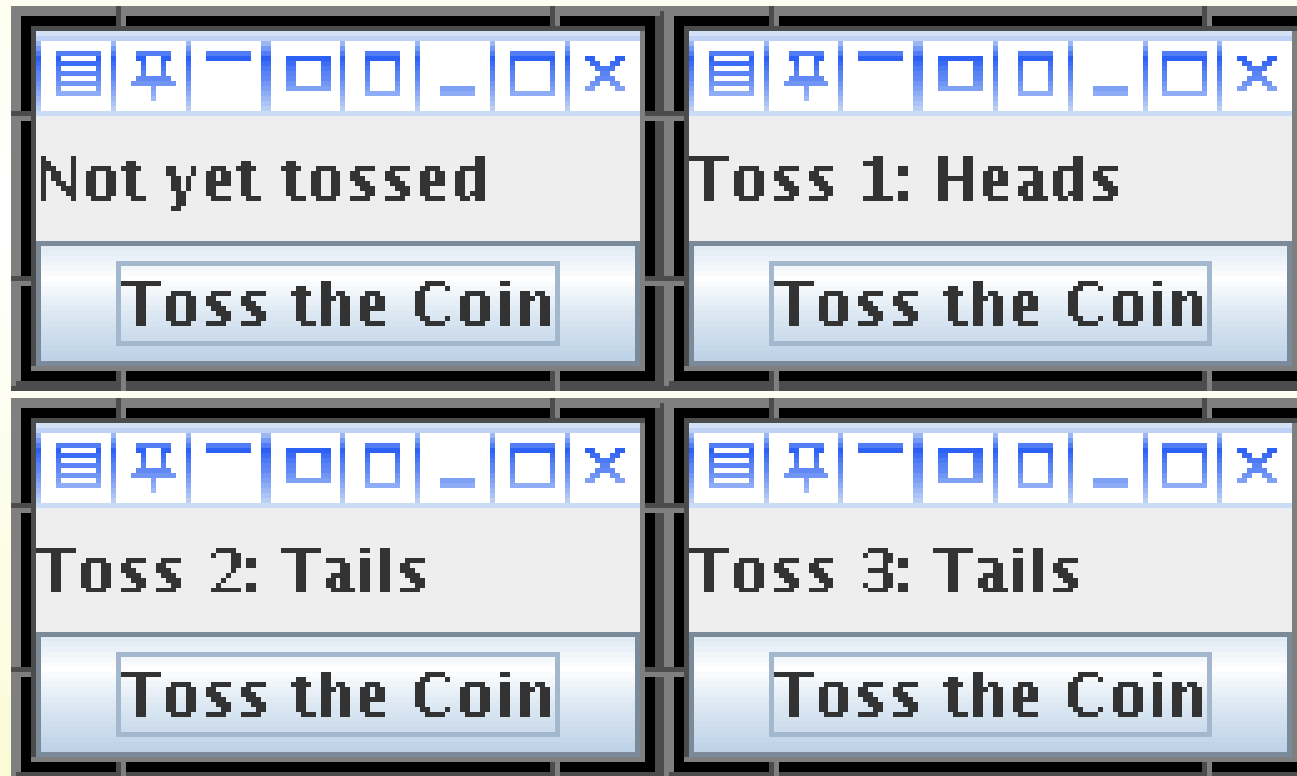 Not yet tossed
Toss the Coin
Toss 1: Heads
Toss the Coin
Toss 2: Tails
Toss the Coin
Toss 3: Tails
Toss the Coin